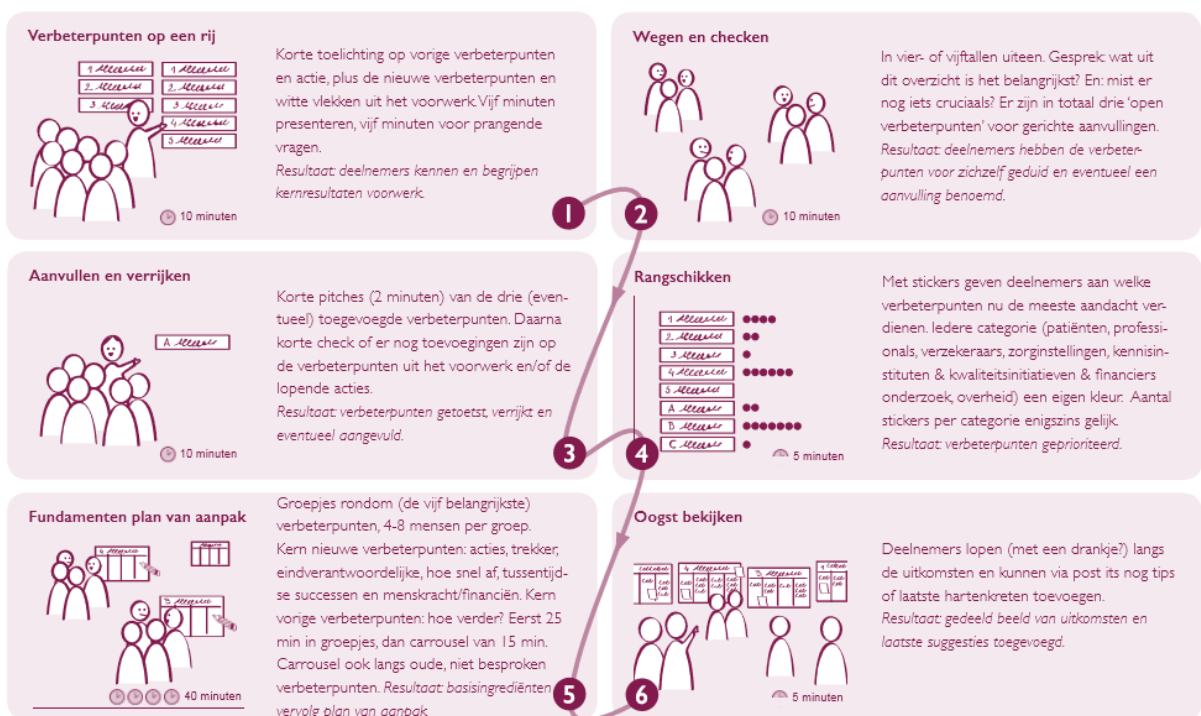 Verbeterpunten op een rij
Korte toelichting op vorige verbeterpunten
en actie, plus de nieuwe verbeterpunten en
witte vlekken uit het voorwerk. Vijf minuten
presenteren, vijf minuten voor prangende
vragen.
Resultaat: deelnemers kennen en begrijpen
kernresultaten voorwerk.
10 minuten
1
Wegen en checken
In vier- of vijftallen uiteen. Gesprek: wat uit
dit overzicht is het belangrijkst? En: mist er
nog iets cruciaals? Er zijn in totaal drie ‘open
verbeterpunten’ voor gerichte aanvullingen.
Resultaat: deelnemers hebben de verbeter-
punten voor zichzelf geduid en eventueel een
aanvulling benoemd.
10 minuten
2
Aanvullen en verrijken
Korte pitches (2 minuten) van de drie (even-
tueel) toegevoegde verbeterpunten. Daarna
korte check of er nog toevoegingen zijn op
de verbeterpunten uit het voorwerk en/of de
lopende acties.
Resultaat: verbeterpunten getoetst, verrijkt en
eventueel aangevuld.
A
10 minuten
3
Rangschikken
1
2
3
4
5
A
B
C
Met stickers geven deelnemers aan welke
verbeterpunten nu de meeste aandacht ver-
dienen. Iedere categorie (patiënten, professi-
onals, verzekeraars, zorginstellingen, kennisin-
stituten & kwaliteitsinitiatieven & financiers
onderzoek, overheid) een eigen kleur. Aantal
stickers per categorie enigszins gelijk.
Resultaat: verbeterpunten geprioriteerd.
5 minuten
4
Fundamenten plan van aanpak
Groepjes rondom (de vijf belangrijkste)
verbeterpunten, 4-8 mensen per groep.
Kern nieuwe verbeterpunten: acties, trekker,
eindverantwoordelijke, hoe snel af, tussentijd-
se successen en menskracht/financiën. Kern
vorige verbeterpunten: hoe verder? Eerst 25
min in groepjes, dan carrousel van 15 min.
Carrousel ook langs oude, niet besproken
verbeterpunten. Resultaat: basisingrediënten
vervolg plan van aanpak
40 minuten
5
Oogst bekijken
Deelnemers lopen (met een drankje?) langs
de uitkomsten en kunnen via post its nog tips
of laatste hartenkreten toevoegen.
Resultaat: gedeeld beeld van uitkomsten en
laatste suggesties toegevoegd.
5 minuten
6